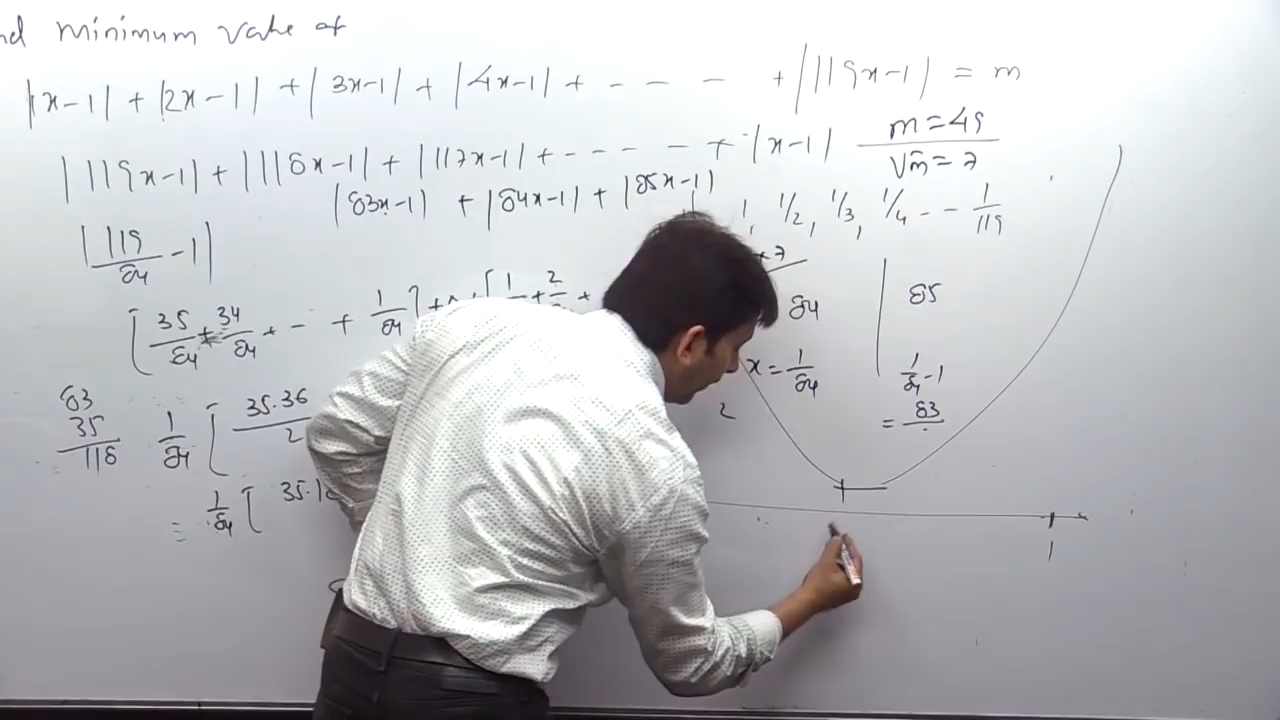 nd minimum value of
|1x-1| + |2x-1| + |3x-1| + |4x-1| + - - - + |119x-1| = m
|119x-1| + |118x-1| + |117x-1| + - - - - + |x-1|
m = 49
√m = 7
|83x-1| + |84x-1| + |85x-1|
1, 1/2, 1/3, 1/4 - - 1/119
|119/84 - 1|
[35/84 + 34/84 + - + 1/84] +
84
85
x = 1/84
1/84 - 1
= 83
2
83
35
118
1/84 [35.36
2
= 1/84 [35.18
1